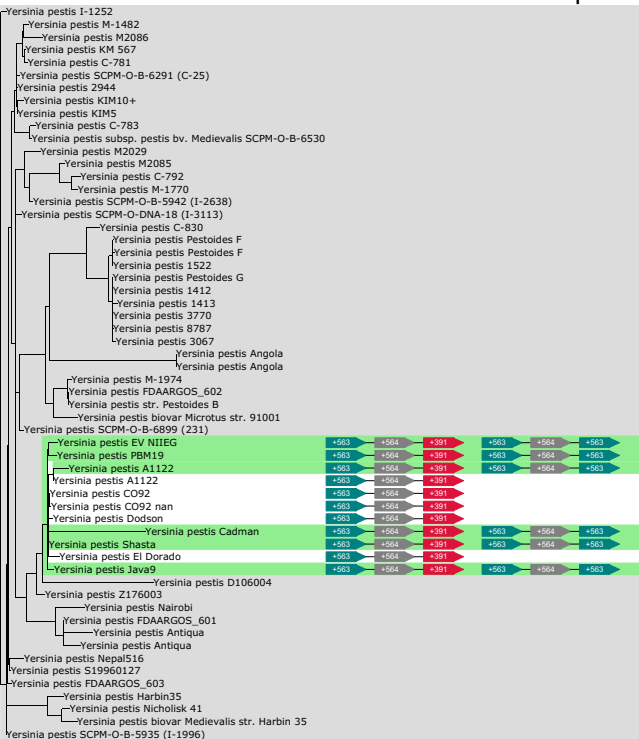 Yersinia pestis I-1252
Yersinia pestis M-1482
Yersinia pestis M2086
Yersinia pestis KM 567
Yersinia pestis C-781
Yersinia pestis SCPM-O-B-6291 (C-25)
Yersinia pestis 2944
Yersinia pestis KIM10+
Yersinia pestis KIM5
Yersinia pestis C-783
Yersinia pestis subsp. pestis bv. Medievalis SCPM-O-B-6530
Yersinia pestis M2029
Yersinia pestis M2085
Yersinia pestis C-792
Yersinia pestis M-1770
Yersinia pestis SCPM-O-B-5942 (I-2638)
Yersinia pestis SCPM-O-DNA-18 (I-3113)
Yersinia pestis C-830
Yersinia pestis Pestoides F
Yersinia pestis Pestoides F
Yersinia pestis 1522
Yersinia pestis Pestoides G
Yersinia pestis 1412
Yersinia pestis 1413
Yersinia pestis 3770
Yersinia pestis 8787
Yersinia pestis 3067
Yersinia pestis Angola
Yersinia pestis Angola
Yersinia pestis M-1974
Yersinia pestis FDAARGOS_602
Yersinia pestis str. Pestoides B
Yersinia pestis biovar Microtus str. 91001
Yersinia pestis SCPM-O-B-6899 (231)
Yersinia pestis EV NIIEG +563 +564 +391 +563 +564 +563
Yersinia pestis PBM19 +563 +564 +391 +563 +564 +563
Yersinia pestis A1122 +563 +564 +391 +563 +564 +563
Yersinia pestis A1122 +563 +564 +391
Yersinia pestis CO92 +563 +564 +391
Yersinia pestis CO92 nan +563 +564 +391
Yersinia pestis Dodson +563 +564 +391
Yersinia pestis Cadman +563 +564 +391 +563 +564 +563
Yersinia pestis Shasta +563 +564 +391 +563 +564 +563
Yersinia pestis El Dorado +563 +564 +391
Yersinia pestis Java9 +563 +564 +391 +563 +564 +563
Yersinia pestis D106004
Yersinia pestis Z176003
Yersinia pestis Nairobi
Yersinia pestis FDAARGOS_601
Yersinia pestis Antiqua
Yersinia pestis Antiqua
Yersinia pestis Nepal516
Yersinia pestis S19960127
Yersinia pestis FDAARGOS_603
Yersinia pestis Harbin35
Yersinia pestis Nicholisk 41
Yersinia pestis biovar Medievalis str. Harbin 35
Yersinia pestis SCPM-O-B-5935 (I-1996)